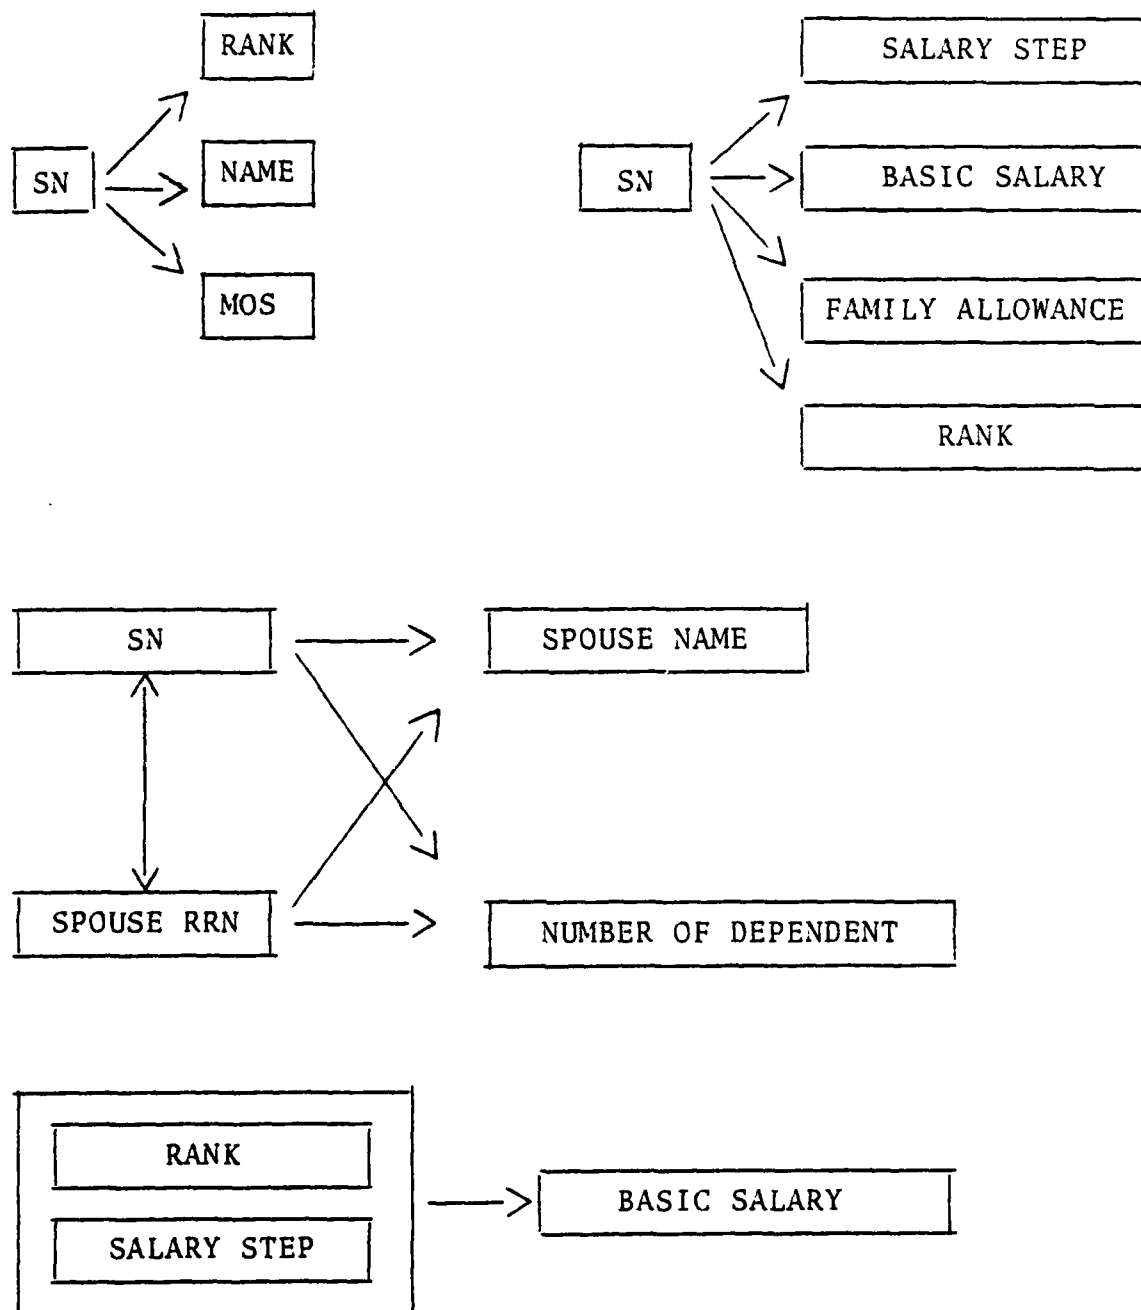 RANK
SN
NAME
MOS
SALARY STEP
SN
BASIC SALARY
FAMILY ALLOWANCE
RANK
SN
SPOUSE NAME
SPOUSE RRN
NUMBER OF DEPENDENT
RANK
SALARY STEP
BASIC SALARY